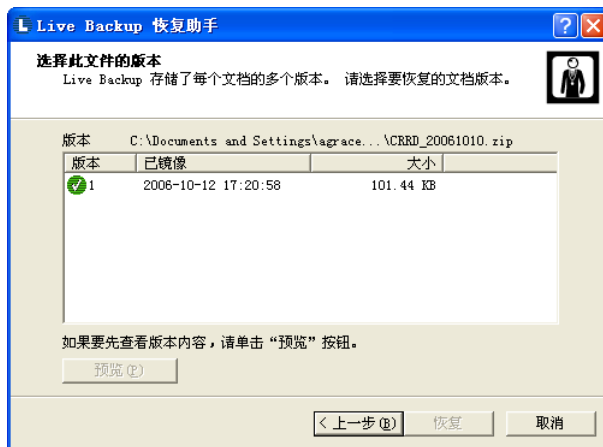 Live Backup 恢复助手
选择此文件的版本
Live Backup 存储了每个文档的多个版本。 请选择要恢复的文档版本。
版本 C:\Documents and Settings\agrace...\CRRD_20061010.zip
版本 已镜像 大小
1 2006-10-12 17:20:58 101.44 KB
如果要先查看版本内容，请单击“预览”按钮。
预览(P)
< 上一步(B) 恢复 取消